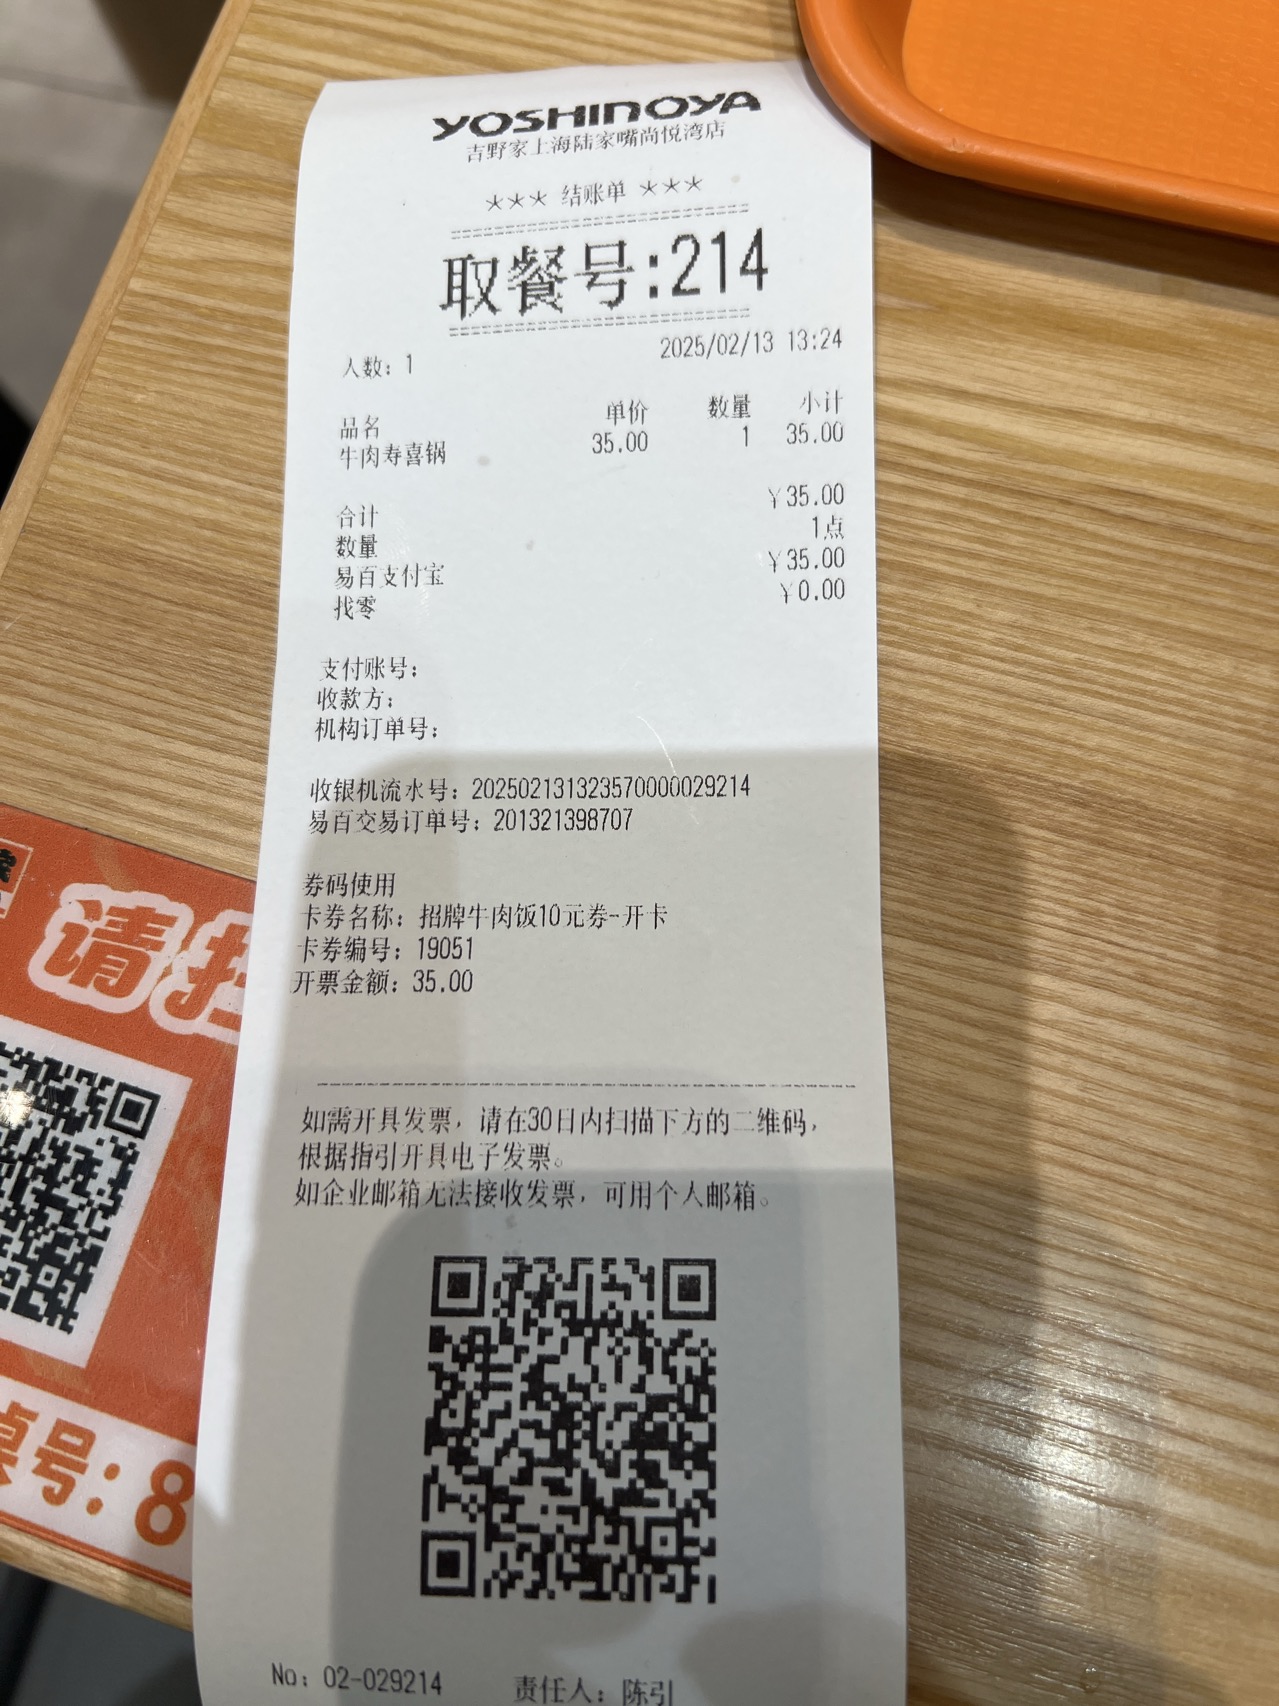 YOSHINOYA
吉野家上海陆家嘴尚悦湾店
*** 结账单 ***
取餐号:214
2025/02/13 13:24
人数: 1
品名 单价 数量 小计
牛肉寿喜锅 35.00 1 35.00
合计 ¥35.00
数量 1点
易百支付宝 ¥35.00
找零 ¥0.00
支付账号:
收款方:
机构订单号:
收银机流水号: 202502131323570000029214
易百交易订单号: 201321398707
券码使用
卡券名称: 招牌牛肉饭10元券-开卡
卡券编号: 19051
开票金额: 35.00
如需开具发票，请在30日内扫描下方的二维码，
根据指引开具电子发票。
如企业邮箱无法接收发票，可用个人邮箱。
No: 02-029214 责任人: 陈引
请扫
桌号: 8